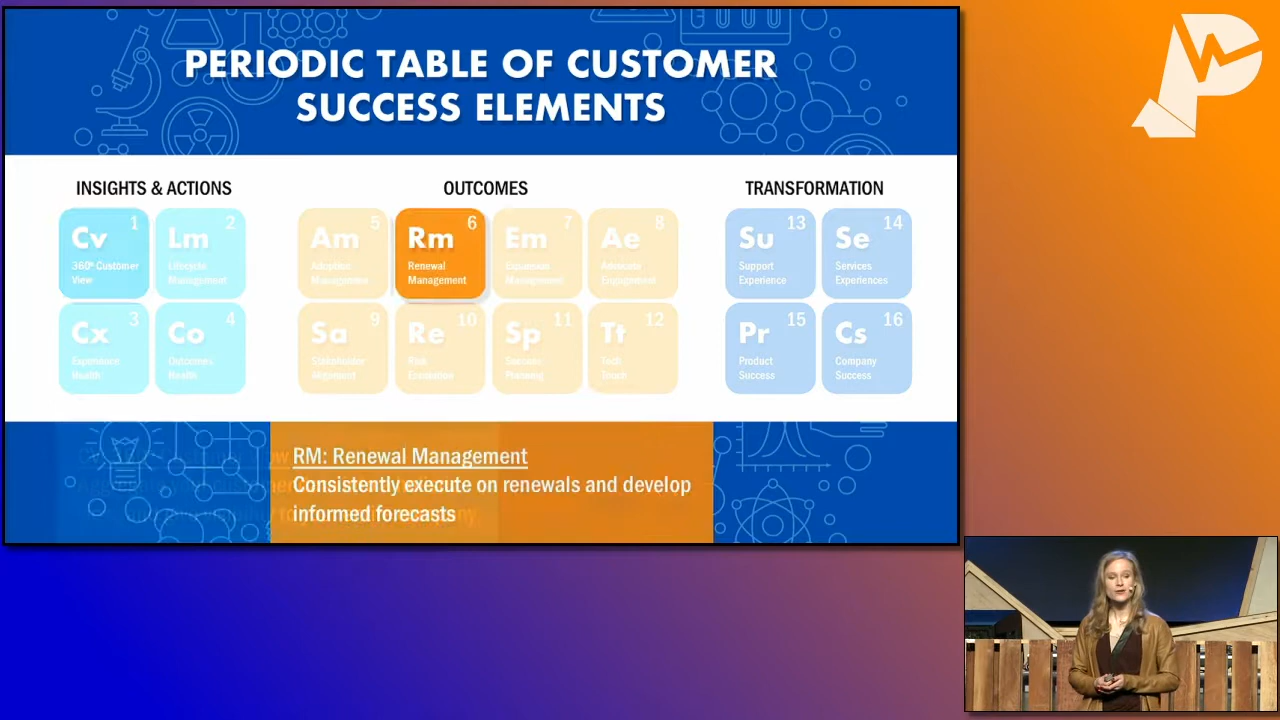 PERIODIC TABLE OF CUSTOMER
SUCCESS ELEMENTS
INSIGHTS & ACTIONS
OUTCOMES
TRANSFORMATION
1
Cv
360º Customer
View
2
Lm
Lifecycle
Management
5
Am
Adoption
Management
6
Rm
Renewal
Management
7
Em
Expansion
Management
8
Ae
Advocate
Engagement
13
Su
Support
Experience
14
Se
Services
Experiences
3
Cx
Experience
Health
4
Co
Outcomes
Health
9
Sa
Stakeholder
Alignment
10
Re
Risk
Escalation
11
Sp
Success
Planning
12
Tt
Tech
Touch
15
Pr
Product
Success
16
Cs
Company
Success
RM: Renewal Management
Consistently execute on renewals and develop
informed forecasts